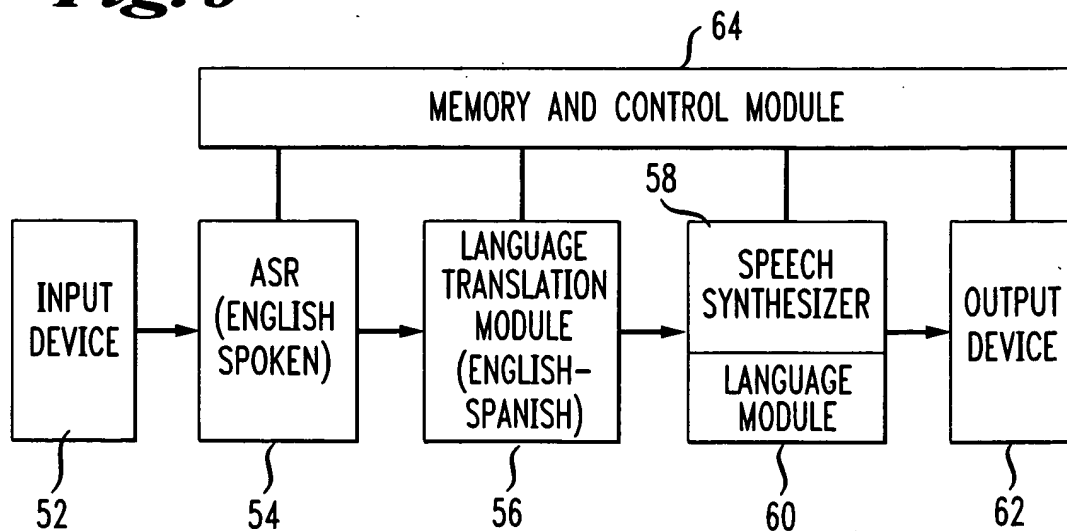 64
MEMORY AND CONTROL MODULE
58
INPUT
DEVICE
ASR
(ENGLISH
SPOKEN)
LANGUAGE
TRANSLATION
MODULE
(ENGLISH-
SPANISH)
SPEECH
SYNTHESIZER
LANGUAGE
MODULE
OUTPUT
DEVICE
52
54
56
60
62